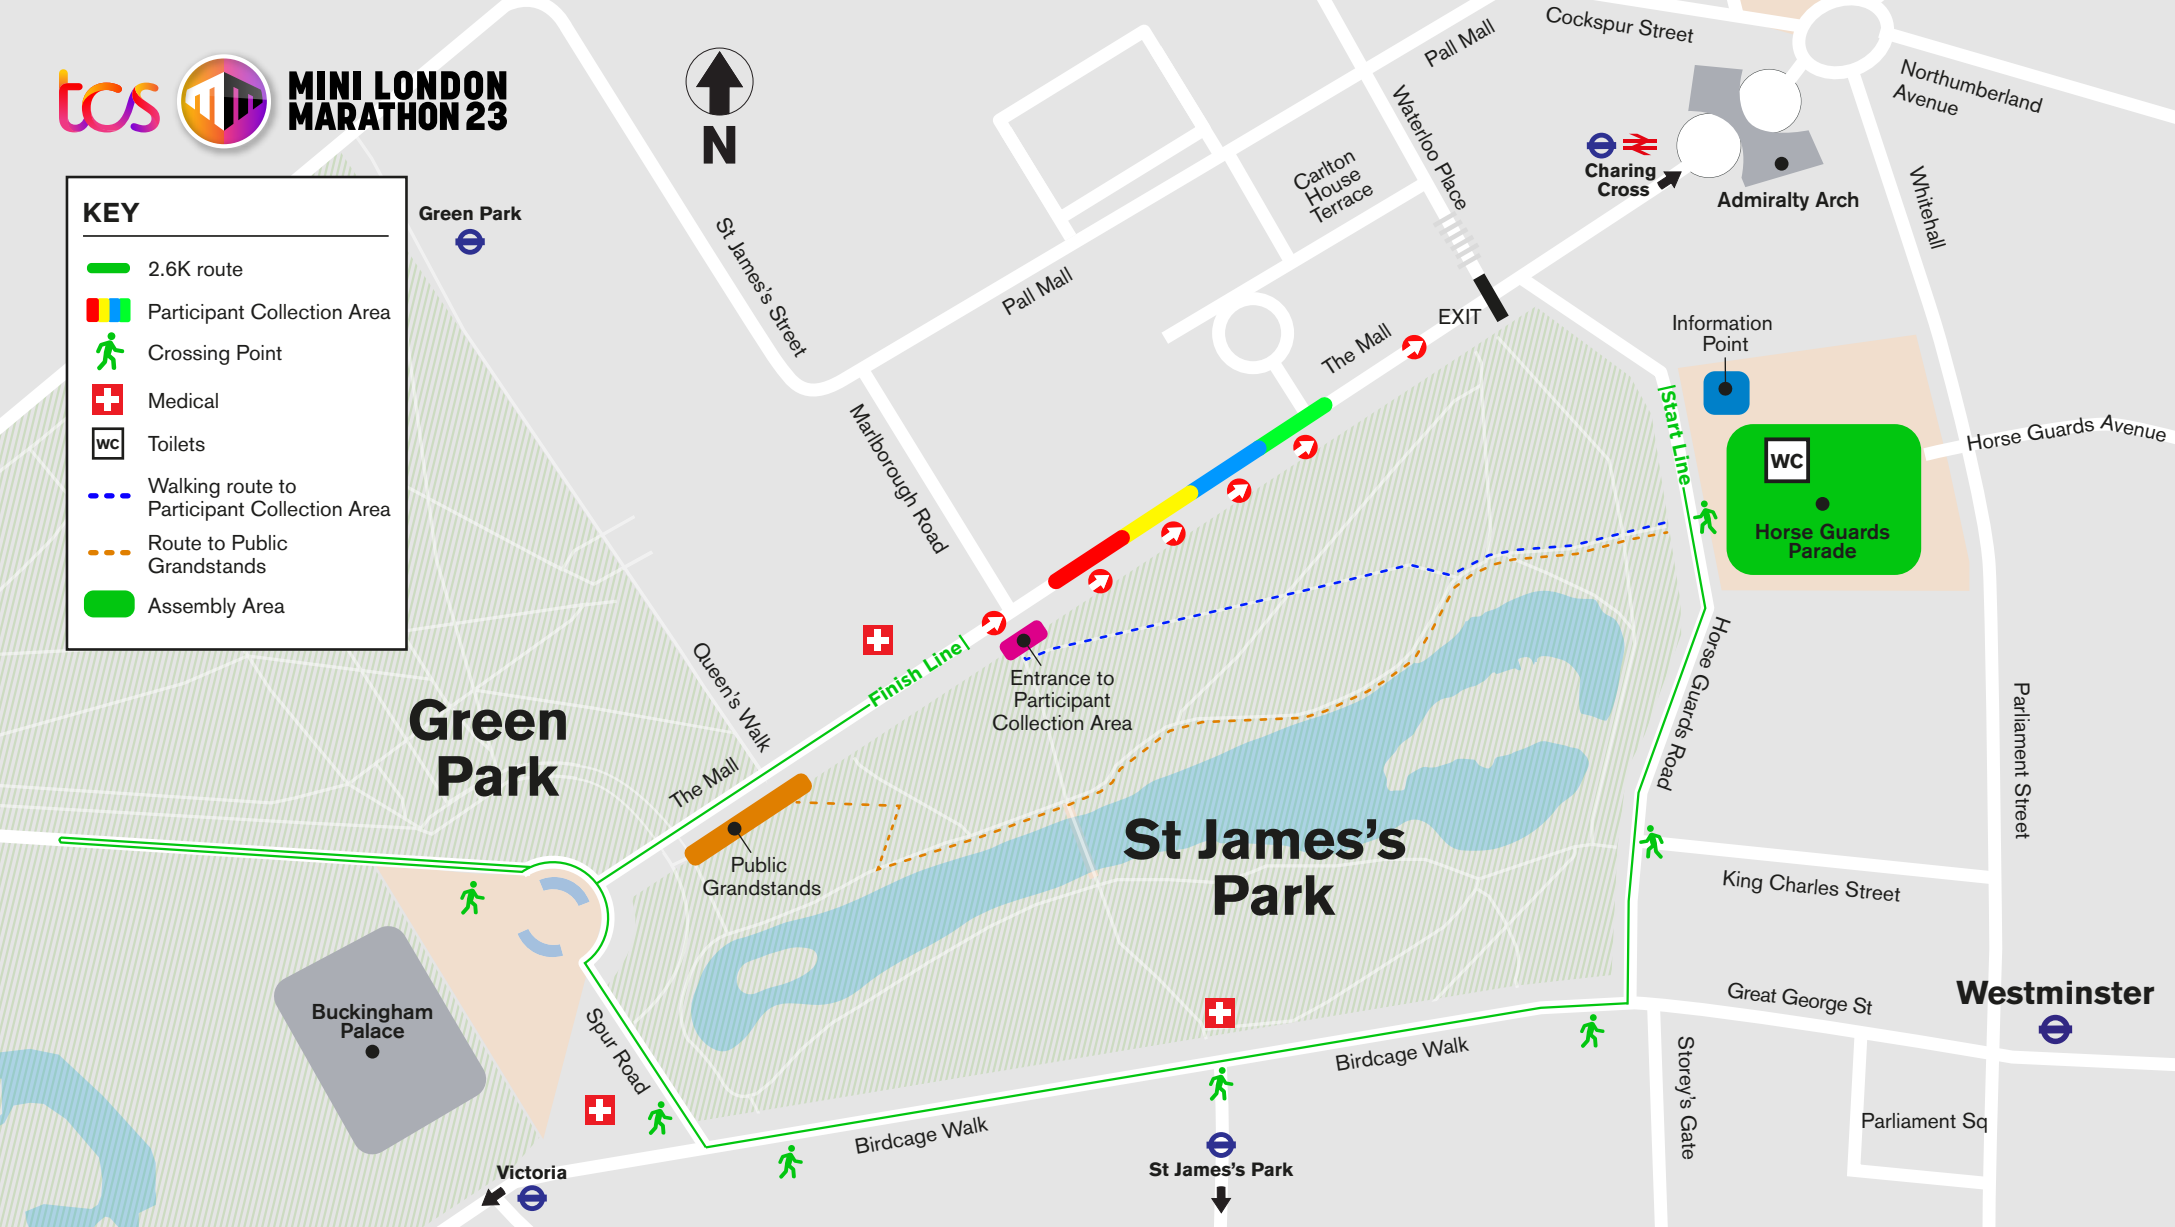 tcs
MINI LONDON
MARATHON 23
N
KEY
2.6K route
Participant Collection Area
Crossing Point
Medical
WC
Toilets
Walking route to
Participant Collection Area
Route to Public
Grandstands
Assembly Area
Green Park
St James's Street
Pall Mall
Pall Mall
Carlton
House
Terrace
Waterloo Place
Cockspur Street
Northumberland
Avenue
Charing
Cross
Admiralty Arch
Whitehall
EXIT
The Mall
Information
Point
Start Line
Horse Guards Avenue
WC
Horse Guards
Parade
Marlborough Road
Queen's Walk
Finish Line
Entrance to
Participant
Collection Area
Green
Park
The Mall
Public
Grandstands
St James's
Park
Horse Guards Road
Parliament Street
King Charles Street
Great George St
Westminster
Buckingham
Palace
Spur Road
Birdcage Walk
Birdcage Walk
Storey's Gate
Parliament Sq
Victoria
St James's Park